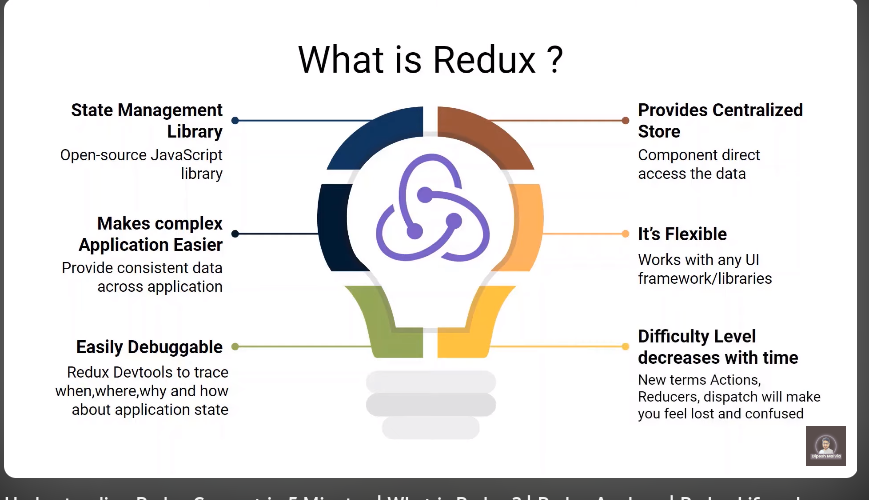 What is Redux ?
State Management
Library
Open-source JavaScript
library
Makes complex
Application Easier
Provide consistent data
across application
Easily Debuggable
Redux Devtools to trace
when,where,why and how
about application state
Provides Centralized
Store
Component direct
access the data
It's Flexible
Works with any UI
framework/libraries
Difficulty Level
decreases with time
New terms Actions,
Reducers, dispatch will make
you feel lost and confused